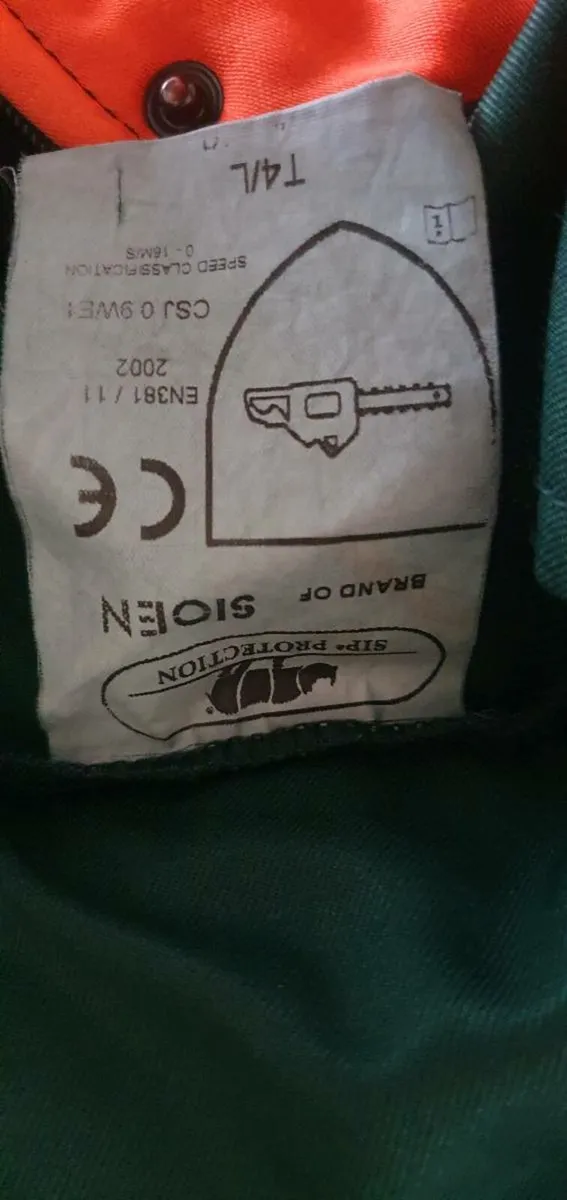 SIP® PROTECTION
BRAND OF SIOEN
CE
EN381 / 11
2002
CSJ 0 9WE1
SPEED CLASSIFICATION
0 - 16M/S
i
T4/L